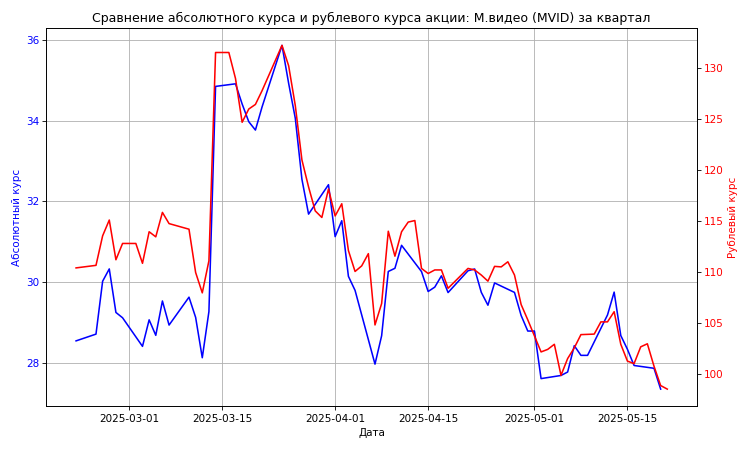 Сравнение абсолютного курса и рублевого курса акции: М.видео (MVID) за квартал
36
34
32
30
28
Абсолютный курс
130
125
120
115
110
105
100
Рублевый курс
2025-03-01 2025-03-15 2025-04-01 2025-04-15 2025-05-01 2025-05-15
Дата